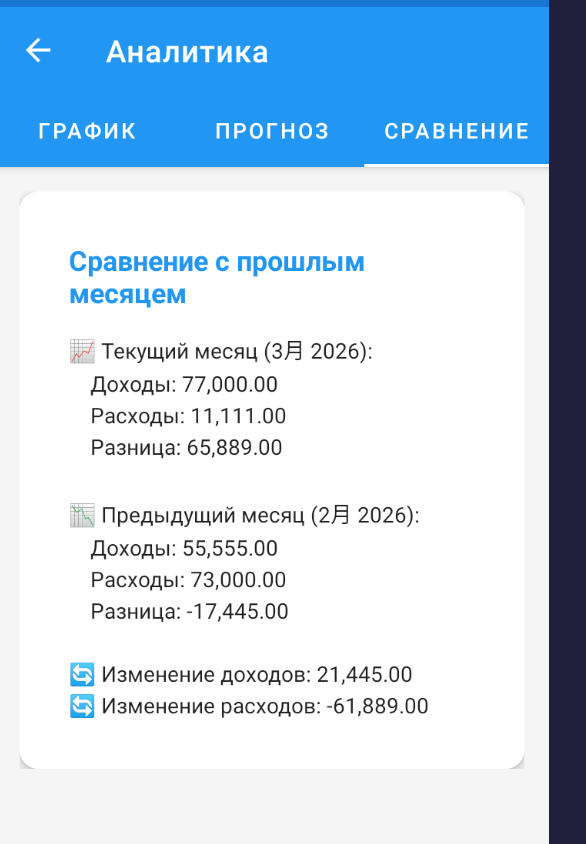 Аналитика
ГРАФИК ПРОГНОЗ СРАВНЕНИЕ
Сравнение с прошлым
месяцем
Текущий месяц (3月 2026):
Доходы: 77,000.00
Расходы: 11,111.00
Разница: 65,889.00
Предыдущий месяц (2月 2026):
Доходы: 55,555.00
Расходы: 73,000.00
Разница: -17,445.00
Изменение доходов: 21,445.00
Изменение расходов: -61,889.00